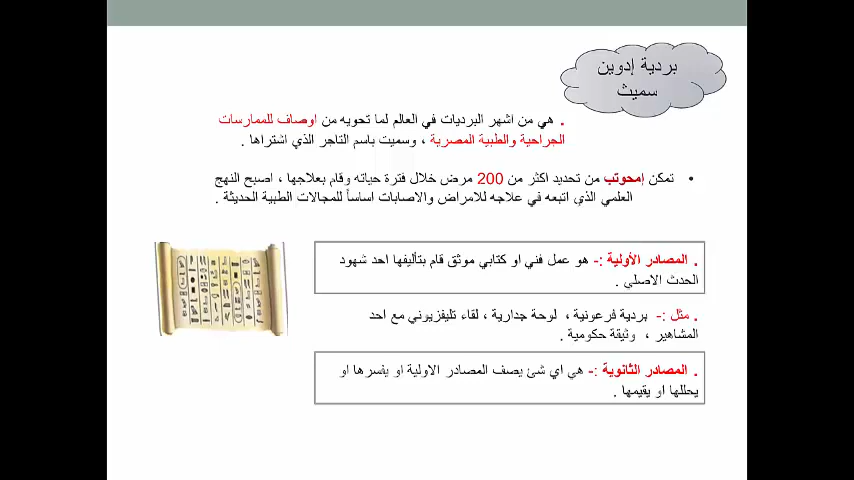 بردية إدوين
سميث
. هي من اشهر البرديات في العالم لما تحويه من اوصاف للممارسات
الجراحية والطبية المصرية ، وسميت باسم التاجر الذي اشتراها .
• تمكن إمحوتب من تحديد اكثر من 200 مرض خلال فترة حياته وقام بعلاجها ، اصبح النهج
العلمي الذي اتبعه في علاجه للامراض والاصابات اساساً للمجالات الطبية الحديثة .
. المصادر الأولية :- هو عمل فني او كتابي موثق قام بتأليفها احد شهود
الحدث الاصلي .
. مثل :- بردية فرعونية ، لوحة جدارية ، لقاء تليفزيوني مع احد
المشاهير ، وثيقة حكومية .
. المصادر الثانوية :- هي اي شئ يصف المصادر الاولية او يفسرها او
يحللها او يقيمها .